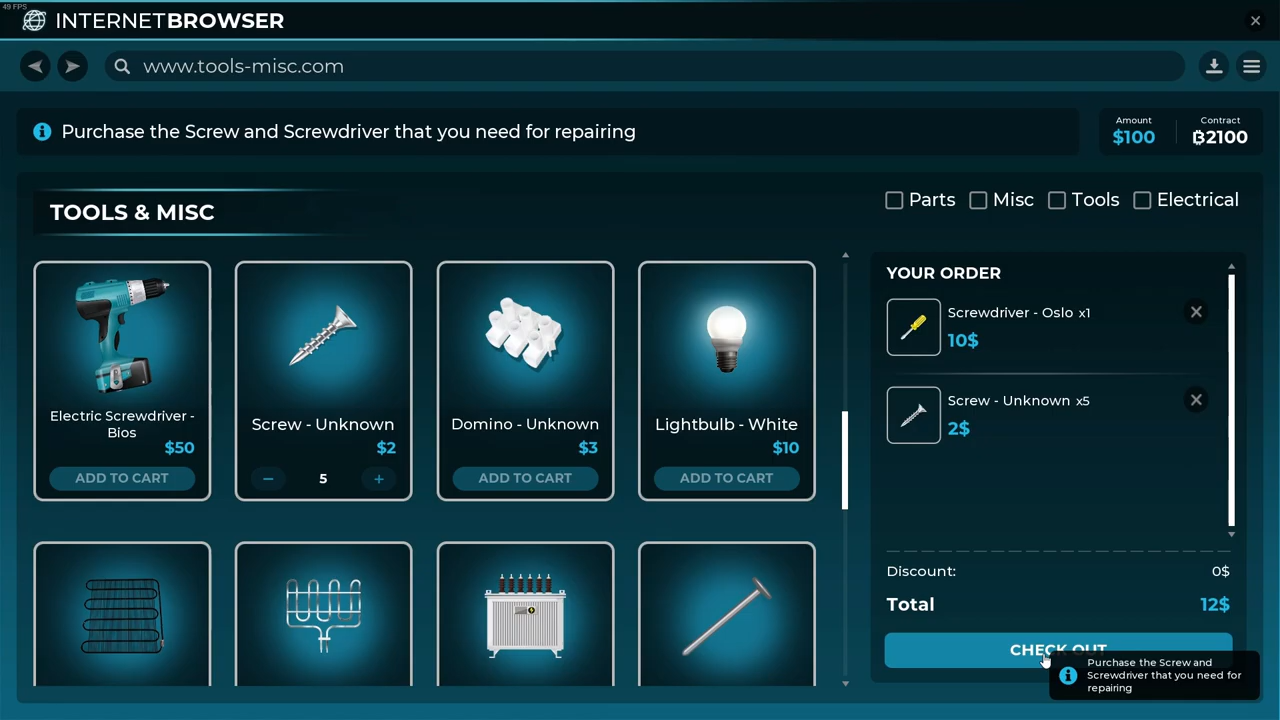 49 FPS
INTERNETBROWSER
www.tools-misc.com
Purchase the Screw and Screwdriver that you need for repairing
Amount
$100
Contract
₿2100
TOOLS & MISC
Parts
Misc
Tools
Electrical
Electric Screwdriver -
Bios
$50
ADD TO CART
Screw - Unknown
$2
5
Domino - Unknown
$3
ADD TO CART
Lightbulb - White
$10
ADD TO CART
YOUR ORDER
Screwdriver - Oslo x1
10$
Screw - Unknown x5
2$
Discount: 0$
Total 12$
CHECK OUT
Purchase the Screw and
Screwdriver that you need for
repairing